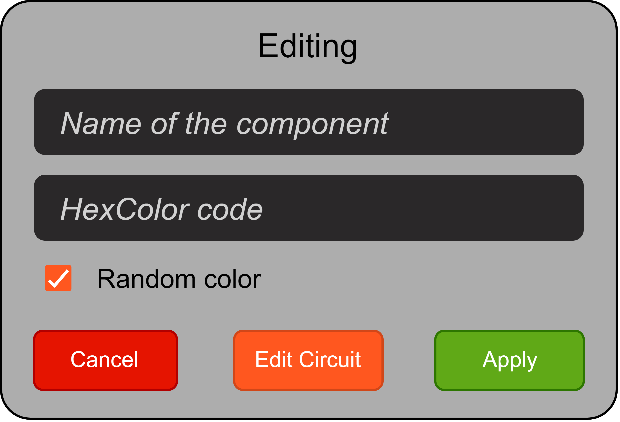 Editing
Name of the component
HexColor code
Random color
Cancel
Edit Circuit
Apply